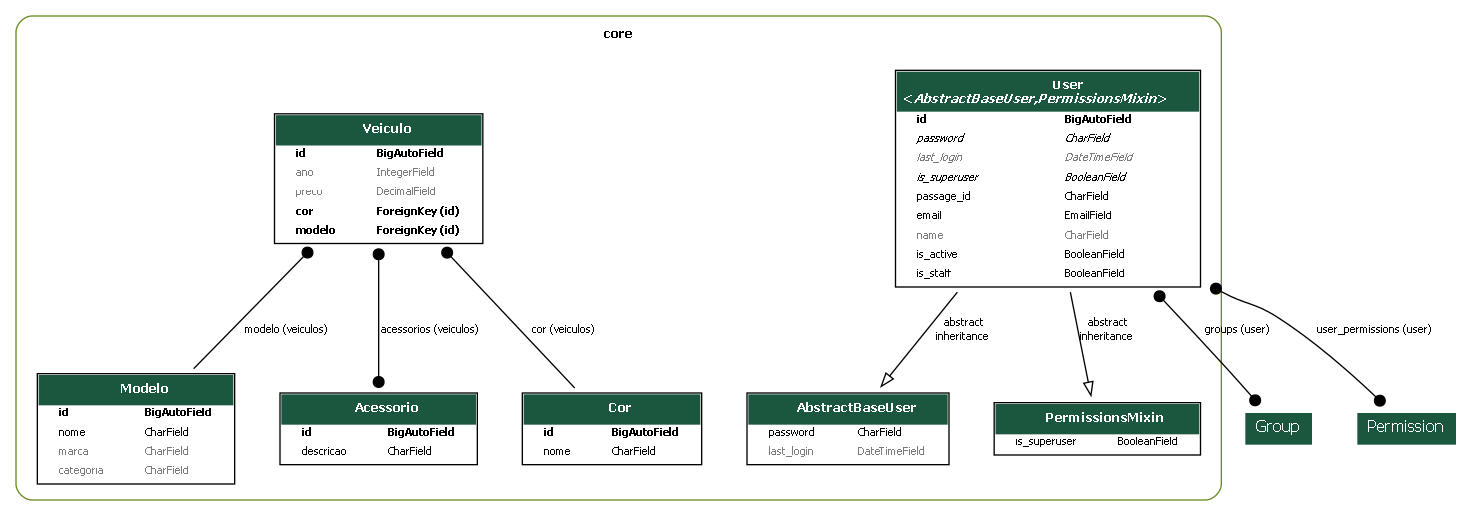 core
User
<AbstractBaseUser,PermissionsMixin>
id BigAutoField
password CharField
last_login DateTimeField
is_superuser BooleanField
passage_id CharField
email EmailField
name CharField
is_active BooleanField
is_staff BooleanField
Veiculo
id BigAutoField
ano IntegerField
preco DecimalField
cor ForeignKey (id)
modelo ForeignKey (id)
modelo (veiculos)
acessorios (veiculos)
cor (veiculos)
abstract
inheritance
abstract
inheritance
groups (user)
user_permissions (user)
Modelo
id BigAutoField
nome CharField
marca CharField
categoria CharField
Acessorio
id BigAutoField
descricao CharField
Cor
id BigAutoField
nome CharField
AbstractBaseUser
password CharField
last_login DateTimeField
PermissionsMixin
is_superuser BooleanField
Group
Permission